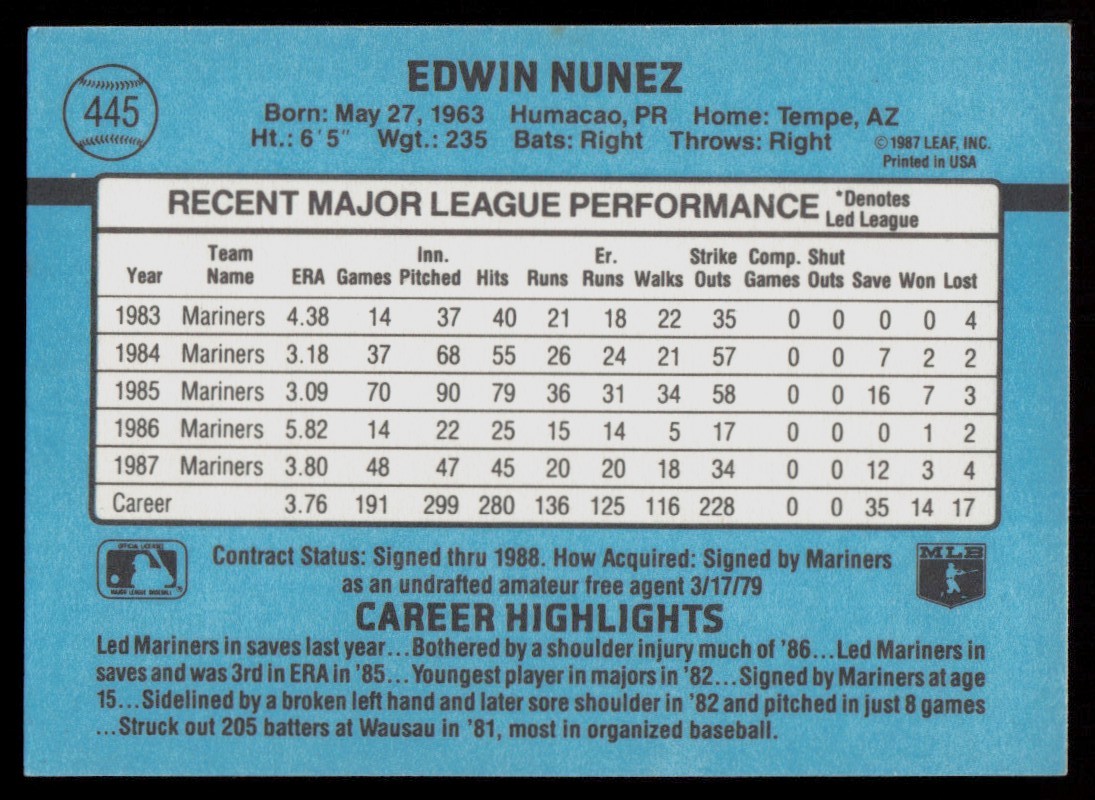 445
EDWIN NUNEZ
Born: May 27, 1963 Humacao, PR Home: Tempe, AZ
Ht.: 6'5" Wgt.: 235 Bats: Right Throws: Right
©1987 LEAF, INC.
Printed in USA
RECENT MAJOR LEAGUE PERFORMANCE *Denotes Led League
Year Team Name ERA Games Inn. Pitched Hits Runs Er. Runs Walks Strike Outs Comp. Games Shut Outs Save Won Lost
1983 Mariners 4.38 14 37 40 21 18 22 35 0 0 0 0 4
1984 Mariners 3.18 37 68 55 26 24 21 57 0 0 7 2 2
1985 Mariners 3.09 70 90 79 36 31 34 58 0 0 16 7 3
1986 Mariners 5.82 14 22 25 15 14 5 17 0 0 0 1 2
1987 Mariners 3.80 48 47 45 20 20 18 34 0 0 12 3 4
Career 3.76 191 299 280 136 125 116 228 0 0 35 14 17
OFFICIAL LICENSEE
MAJOR LEAGUE BASEBALL
Contract Status: Signed thru 1988. How Acquired: Signed by Mariners
as an undrafted amateur free agent 3/17/79
MLB
CAREER HIGHLIGHTS
Led Mariners in saves last year...Bothered by a shoulder injury much of '86...Led Mariners in
saves and was 3rd in ERA in '85...Youngest player in majors in '82...Signed by Mariners at age
15...Sidelined by a broken left hand and later sore shoulder in '82 and pitched in just 8 games
...Struck out 205 batters at Wausau in '81, most in organized baseball.